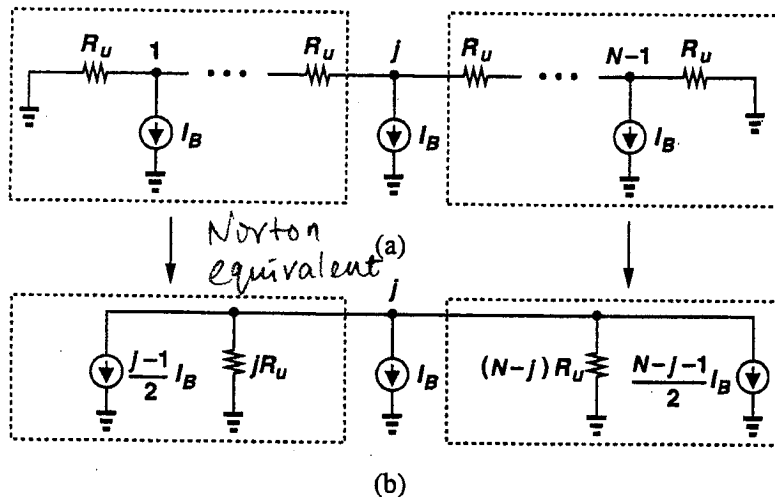 R_u 1 R_u j R_u N-1 R_u
I_B I_B I_B
Norton
(a)
equivalent
j
j-1/2 I_B jR_u I_B (N-j)R_u N-j-1/2 I_B
(b)